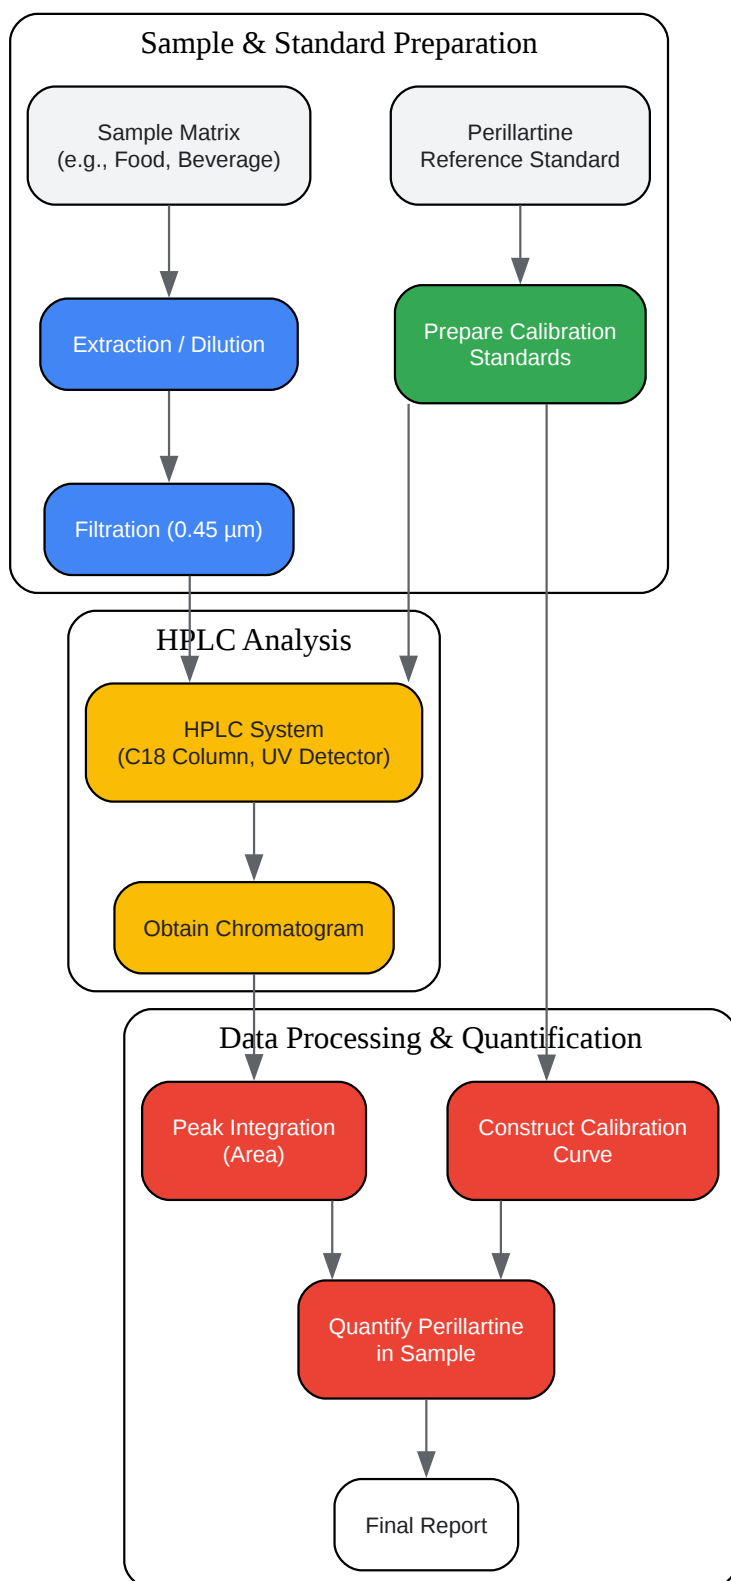 Sample & Standard Preparation
Sample Matrix
(e.g., Food, Beverage)
Perillartine
Reference Standard
Extraction / Dilution
Prepare Calibration
Standards
Filtration (0.45 µm)
HPLC Analysis
HPLC System
(C18 Column, UV Detector)
Obtain Chromatogram
Data Processing & Quantification
Peak Integration
(Area)
Construct Calibration
Curve
Quantify Perillartine
in Sample
Final Report